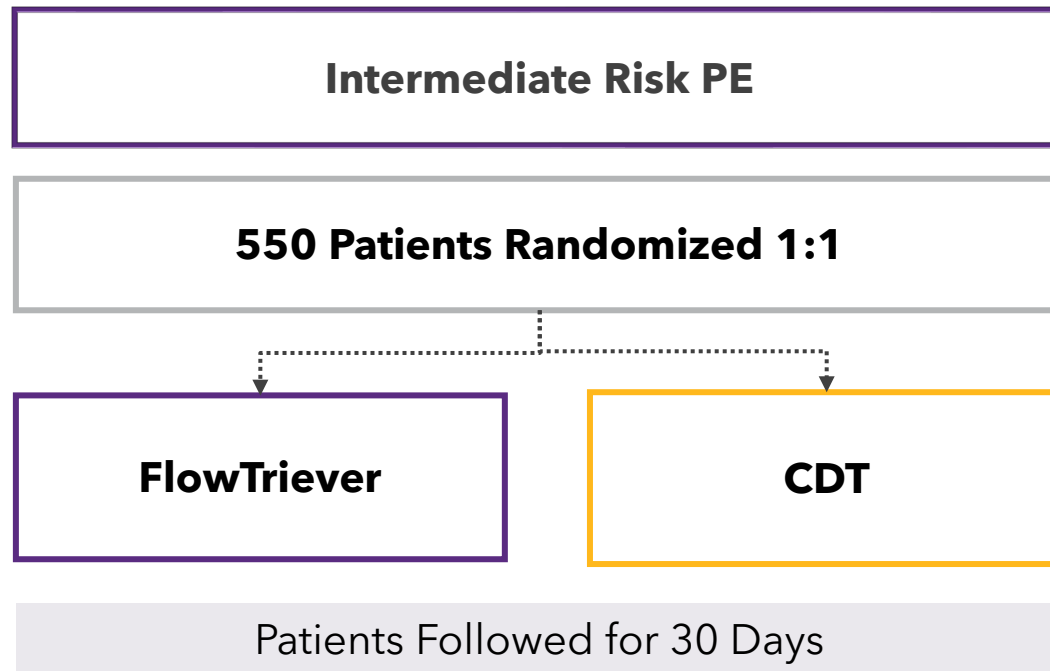 Intermediate Risk PE
550 Patients Randomized 1:1
FlowTriever
CDT
Patients Followed for 30 Days